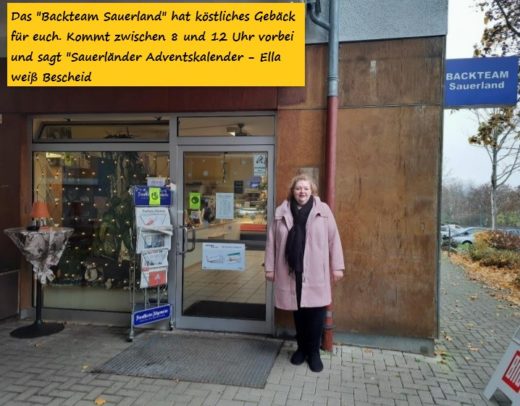 Das "Backteam Sauerland" hat köstliches Gebäck
für euch. Kommt zwischen 8 und 12 Uhr vorbei
und sagt "Sauerländer Adventskalender - Ella
weiß Bescheid
BACKTEAM
Sauerland